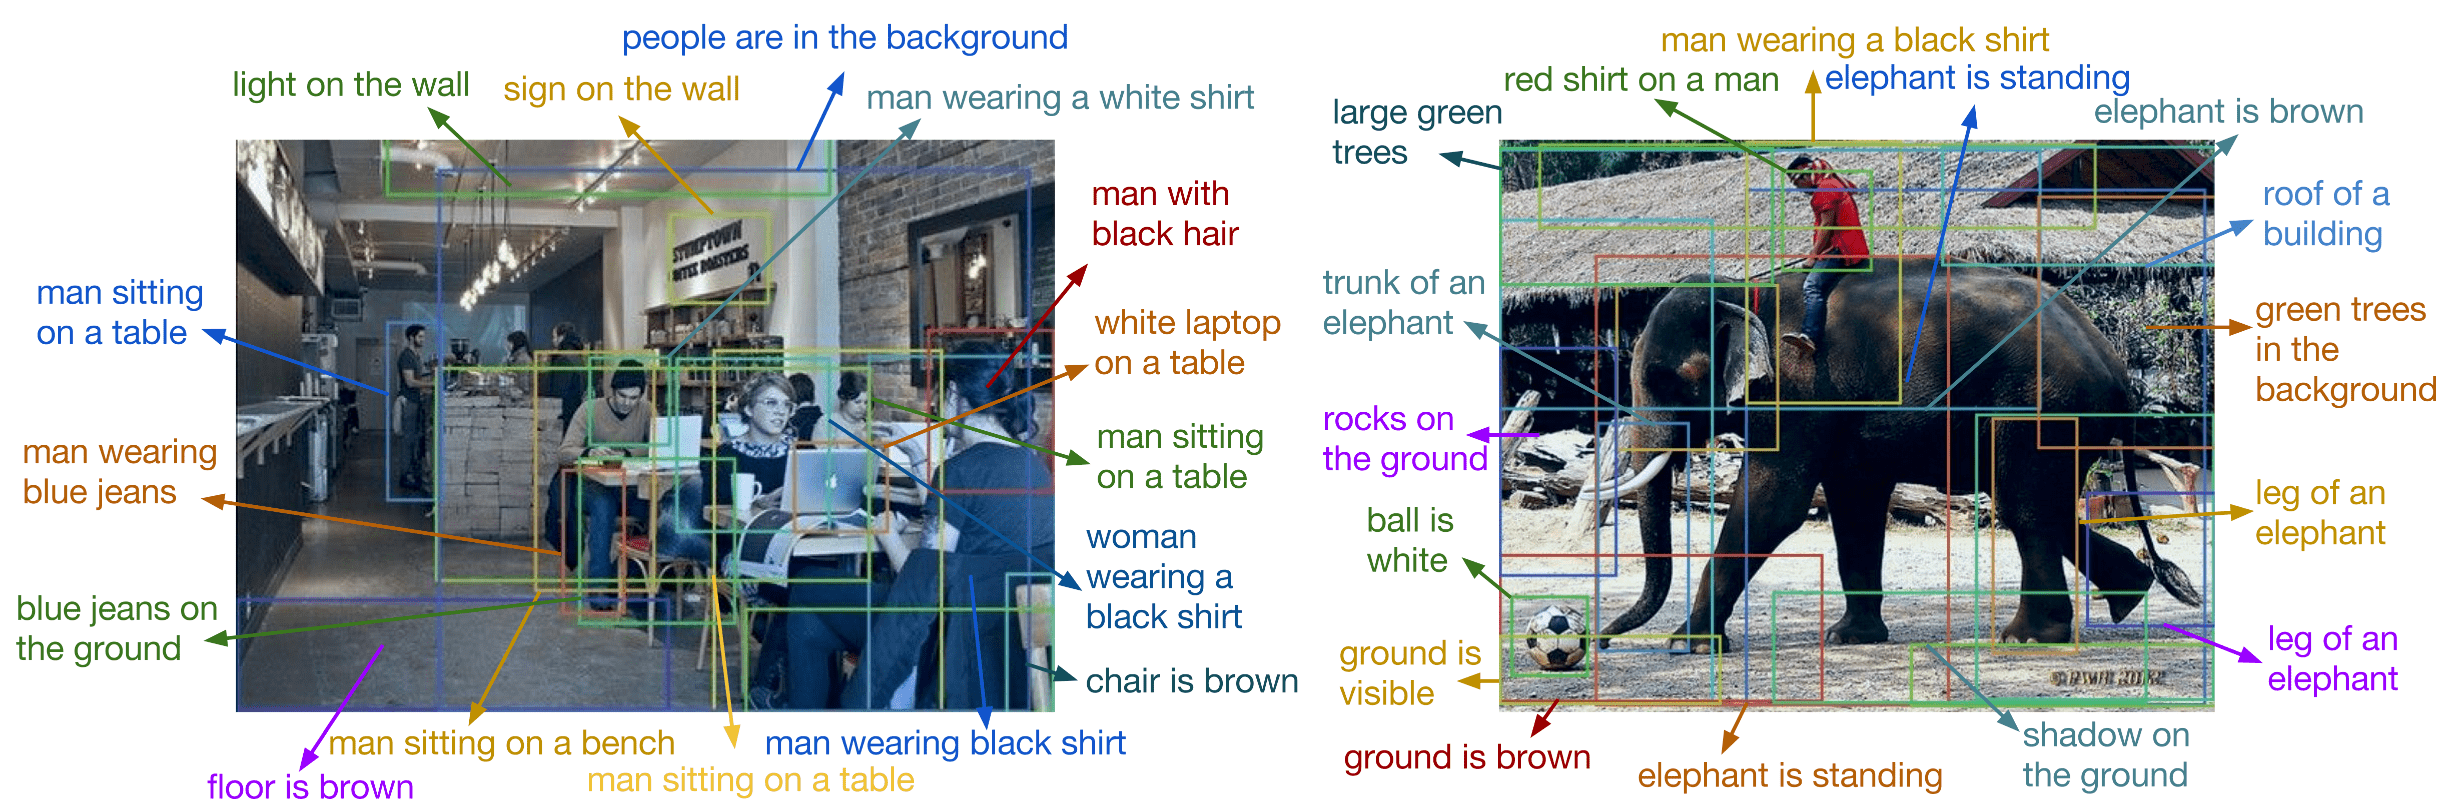 people are in the background
light on the wall
sign on the wall
man wearing a white shirt
man with
black hair
man sitting
on a table
white laptop
on a table
man wearing
blue jeans
man sitting
on a table
woman
wearing a
black shirt
blue jeans on
the ground
chair is brown
man sitting on a bench
man wearing black shirt
man sitting on a table
floor is brown
STUMPTOWN
COFFEE ROASTERS
man wearing a black shirt
red shirt on a man
elephant is standing
large green
trees
elephant is brown
roof of a
building
trunk of an
elephant
green trees
in the
background
rocks on
the ground
leg of an
elephant
ball is
white
ground is
visible
leg of an
elephant
ground is brown
elephant is standing
shadow on
the ground